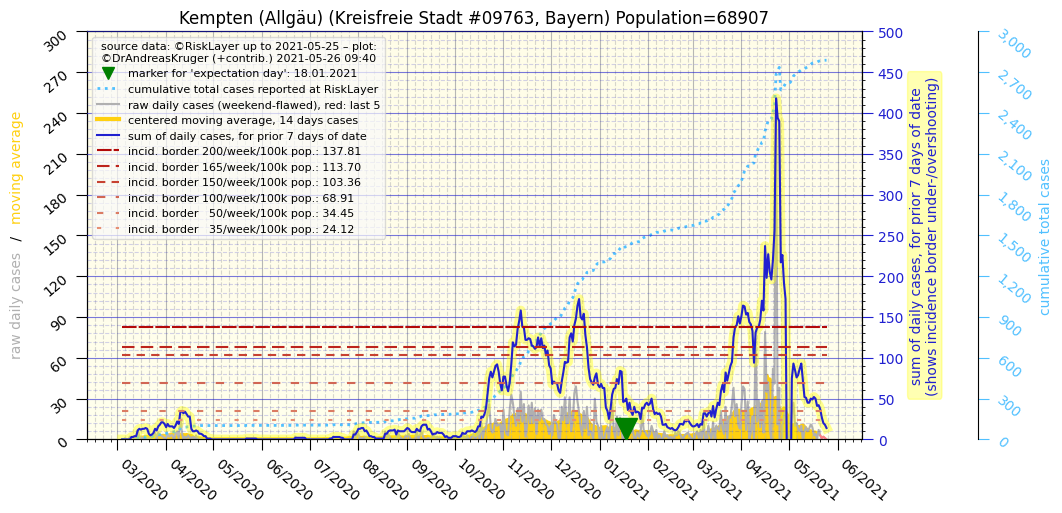 Kempten (Allgäu) (Kreisfreie Stadt #09763, Bayern) Population=68907
source data: ©RiskLayer up to 2021-05-25 – plot:
©DrAndreasKruger (+contrib.) 2021-05-26 09:40
marker for 'expectation day': 18.01.2021
cumulative total cases reported at RiskLayer
raw daily cases (weekend-flawed), red: last 5
centered moving average, 14 days cases
sum of daily cases, for prior 7 days of date
incid. border 200/week/100k pop.: 137.81
incid. border 165/week/100k pop.: 113.70
incid. border 150/week/100k pop.: 103.36
incid. border 100/week/100k pop.: 68.91
incid. border 50/week/100k pop.: 34.45
incid. border 35/week/100k pop.: 24.12
raw daily cases / moving average
300
270
240
210
180
150
120
90
60
30
0
500
450
400
350
300
250
200
150
100
50
0
sum of daily cases, for prior 7 days of date
(shows incidence border under-/overshooting)
3,000
2,700
2,400
2,100
1,800
1,500
1,200
900
600
300
0
cumulative total cases
03/2020
04/2020
05/2020
06/2020
07/2020
08/2020
09/2020
10/2020
11/2020
12/2020
01/2021
02/2021
03/2021
04/2021
05/2021
06/2021